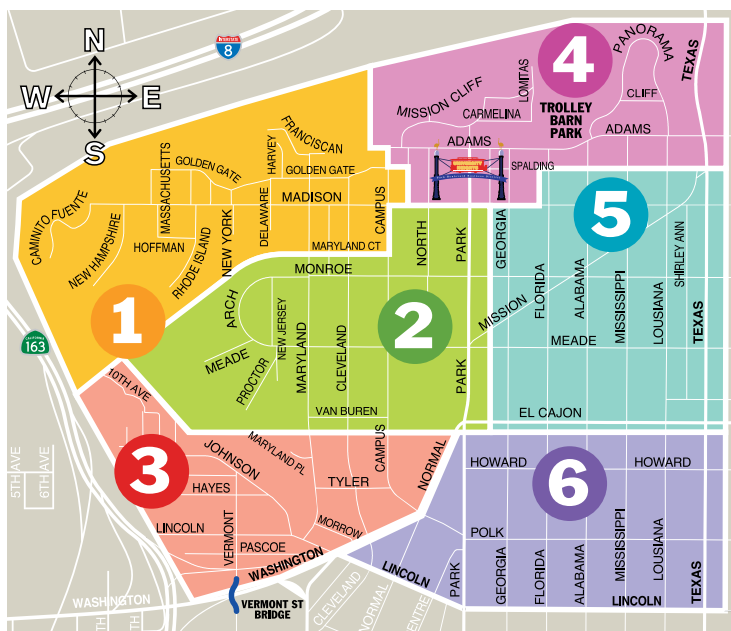 N
W
E
S
INTERSTATE
8
163
4
PANORAMA
TEXAS
LOMITAS
MISSION CLIFF
CARMELINA
CLIFF
TROLLEY
BARN
PARK
ADAMS
ADAMS
SPALDING
FRANCISCAN
HARVEY
GOLDEN GATE
GOLDEN GATE
MASSACHUSETTS
MADISON
CAMPUS
DELAWARE
CAMINITO FUENTE
NEW HAMPSHIRE
HOFFMAN
RHODE ISLAND
NEW YORK
MARYLAND CT
1
5
GEORGIA
FLORIDA
ALABAMA
MISSISSIPPI
LOUISIANA
SHIRLEY ANN
TEXAS
MISSION
MEADE
EL CAJON
NORTH
PARK
MONROE
ARCH
2
NEW JERSEY
MEADE
PROCTOR
MARYLAND
CLEVELAND
PARK
VAN BUREN
10TH AVE
3
JOHNSON
MARYLAND PL
CAMPUS
NORMAL
HAYES
TYLER
LINCOLN
VERMONT
MORROW
PASCOE
WASHINGTON
5TH AVE
6TH AVE
HOWARD
6
HOWARD
POLK
LINCOLN
PARK
GEORGIA
FLORIDA
ALABAMA
MISSISSIPPI
LOUISIANA
TEXAS
LINCOLN
WASHINGTON
VERMONT ST
BRIDGE
CLEVELAND
NORMAL
ENTRE